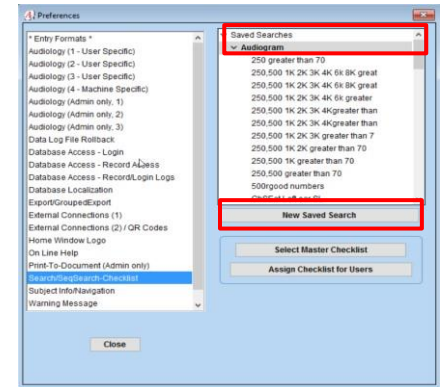 Preferences
* Entry Formats *
Audiology (1 - User Specific)
Audiology (2 - User Specific)
Audiology (3 - User Specific)
Audiology (4 - Machine Specific)
Audiology (Admin only, 1)
Audiology (Admin only, 2)
Audiology (Admin only, 3)
Data Log File Rollback
Database Access - Login
Database Access - Record Access
Database Access - Record/Login Logs
Database Localization
Export/GroupedExport
External Connections (1)
External Connections (2) / QR Codes
Home Window Logo
On Line Help
Print-To-Document (Admin only)
Search/SeqSearch-Checklist
Subject Info/Navigation
Warning Message
Saved Searches
Audiogram
250 greater than 70
250,500 1K 2K 3K 4K 6k 8K great
250,500 1K 2K 3K 4K 6k 8K great
250,500 1K 2K 3K 4K 6k greater
250,500 1K 2K 3K 4Kgreater than
250,500 1K 2K 3K 4Kgreater than
250,500 1K 2K 3K greater than 7
250,500 1K 2K greater than 70
250,500 1K greater than 70
250,500 greater than 70
500rgood numbers
New Saved Search
Select Master Checklist
Assign Checklist for Users
Close